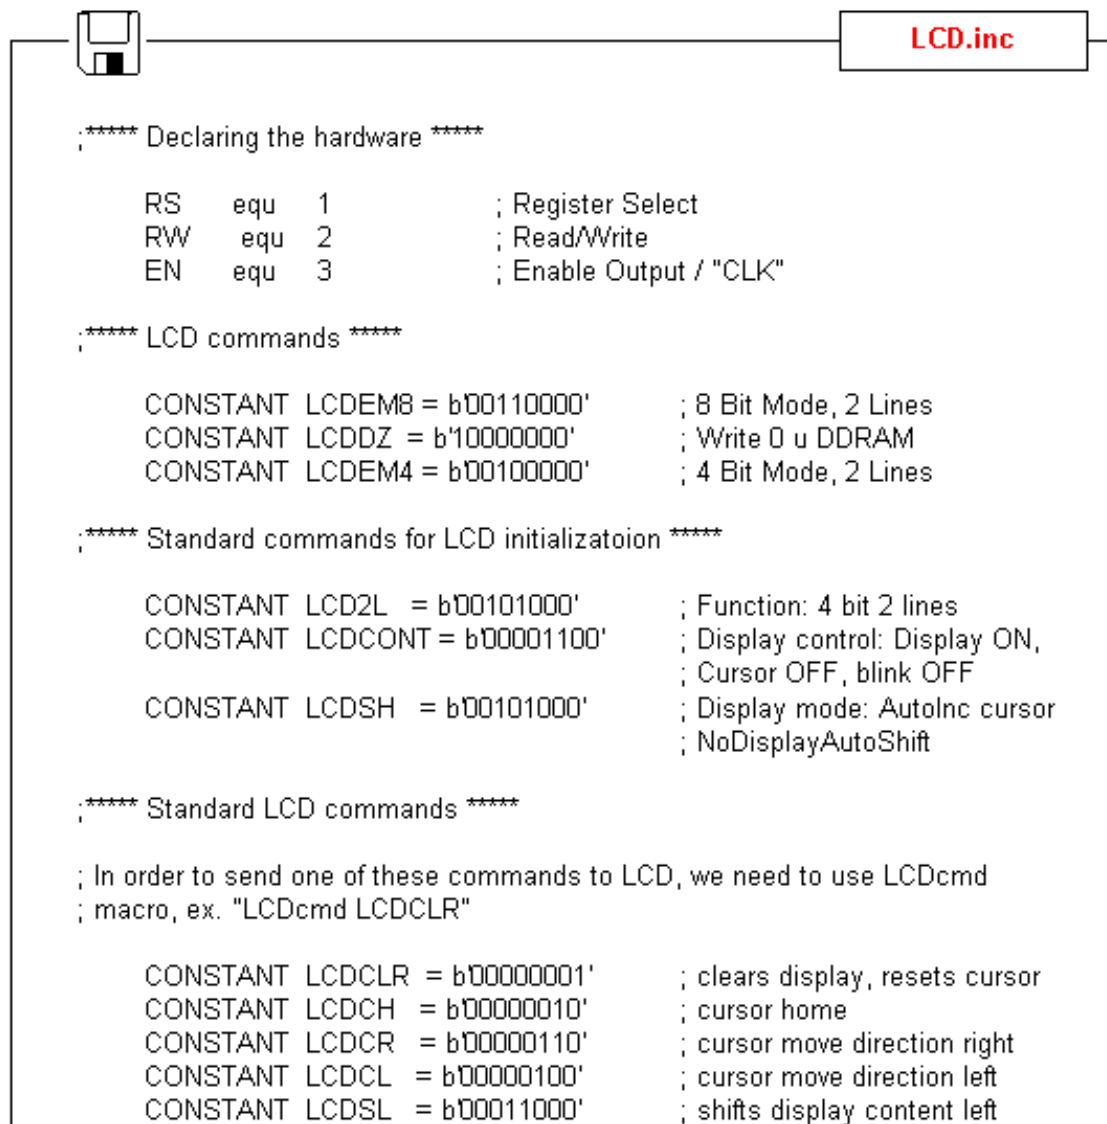 LCD.inc
;***** Declaring the hardware *****
RS equ 1 ; Register Select
RW equ 2 ; Read/Write
EN equ 3 ; Enable Output / "CLK"
;***** LCD commands *****
CONSTANT LCDEM8 = b'00110000' ; 8 Bit Mode, 2 Lines
CONSTANT LCDDZ = b'10000000' ; Write 0 u DDRAM
CONSTANT LCDEM4 = b'00100000' ; 4 Bit Mode, 2 Lines
;***** Standard commands for LCD initializatoion *****
CONSTANT LCD2L = b'00101000' ; Function: 4 bit 2 lines
CONSTANT LCDCONT = b'00001100' ; Display control: Display ON,
; Cursor OFF, blink OFF
CONSTANT LCDSH = b'00101000' ; Display mode: AutoInc cursor
; NoDisplayAutoShift
;***** Standard LCD commands *****
; In order to send one of these commands to LCD, we need to use LCDcmd
; macro, ex. "LCDcmd LCDCLR"
CONSTANT LCDCLR = b'00000001' ; clears display, resets cursor
CONSTANT LCDCH = b'00000010' ; cursor home
CONSTANT LCDCR = b'00000110' ; cursor move direction right
CONSTANT LCDCL = b'00000100' ; cursor move direction left
CONSTANT LCDSL = b'00011000' ; shifts display content left